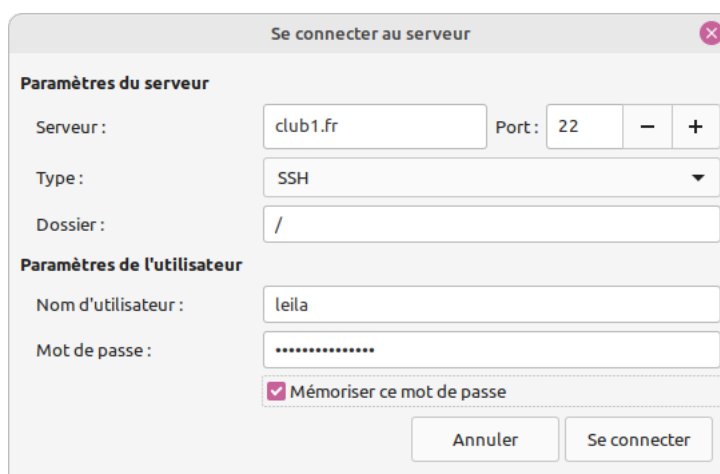 Se connecter au serveur
Paramètres du serveur
Serveur : club1.fr Port : 22 − +
Type : SSH
Dossier : /
Paramètres de l'utilisateur
Nom d'utilisateur : leila
Mot de passe : •••••••••••••••
Mémoriser ce mot de passe
Annuler Se connecter